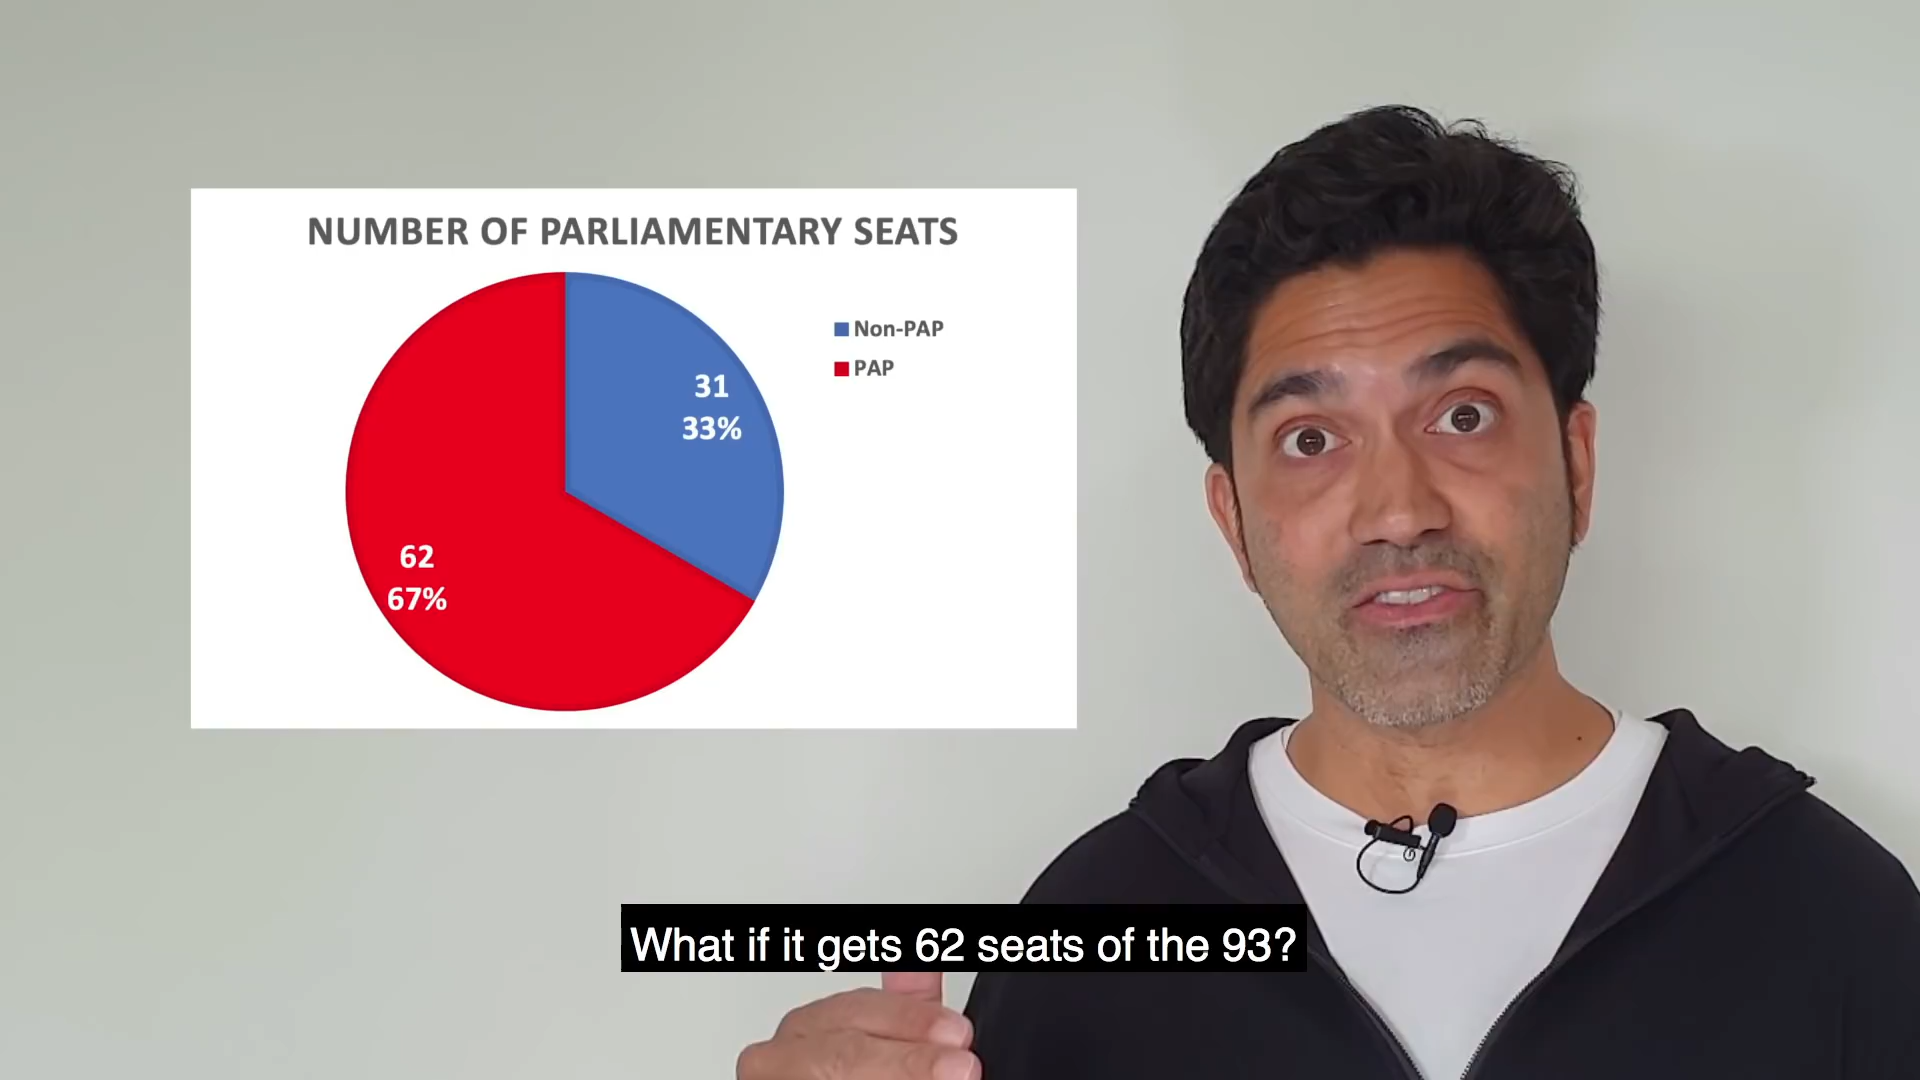 NUMBER OF PARLIAMENTARY SEATS
Non-PAP
PAP
31
33%
62
67%
What if it gets 62 seats of the 93?